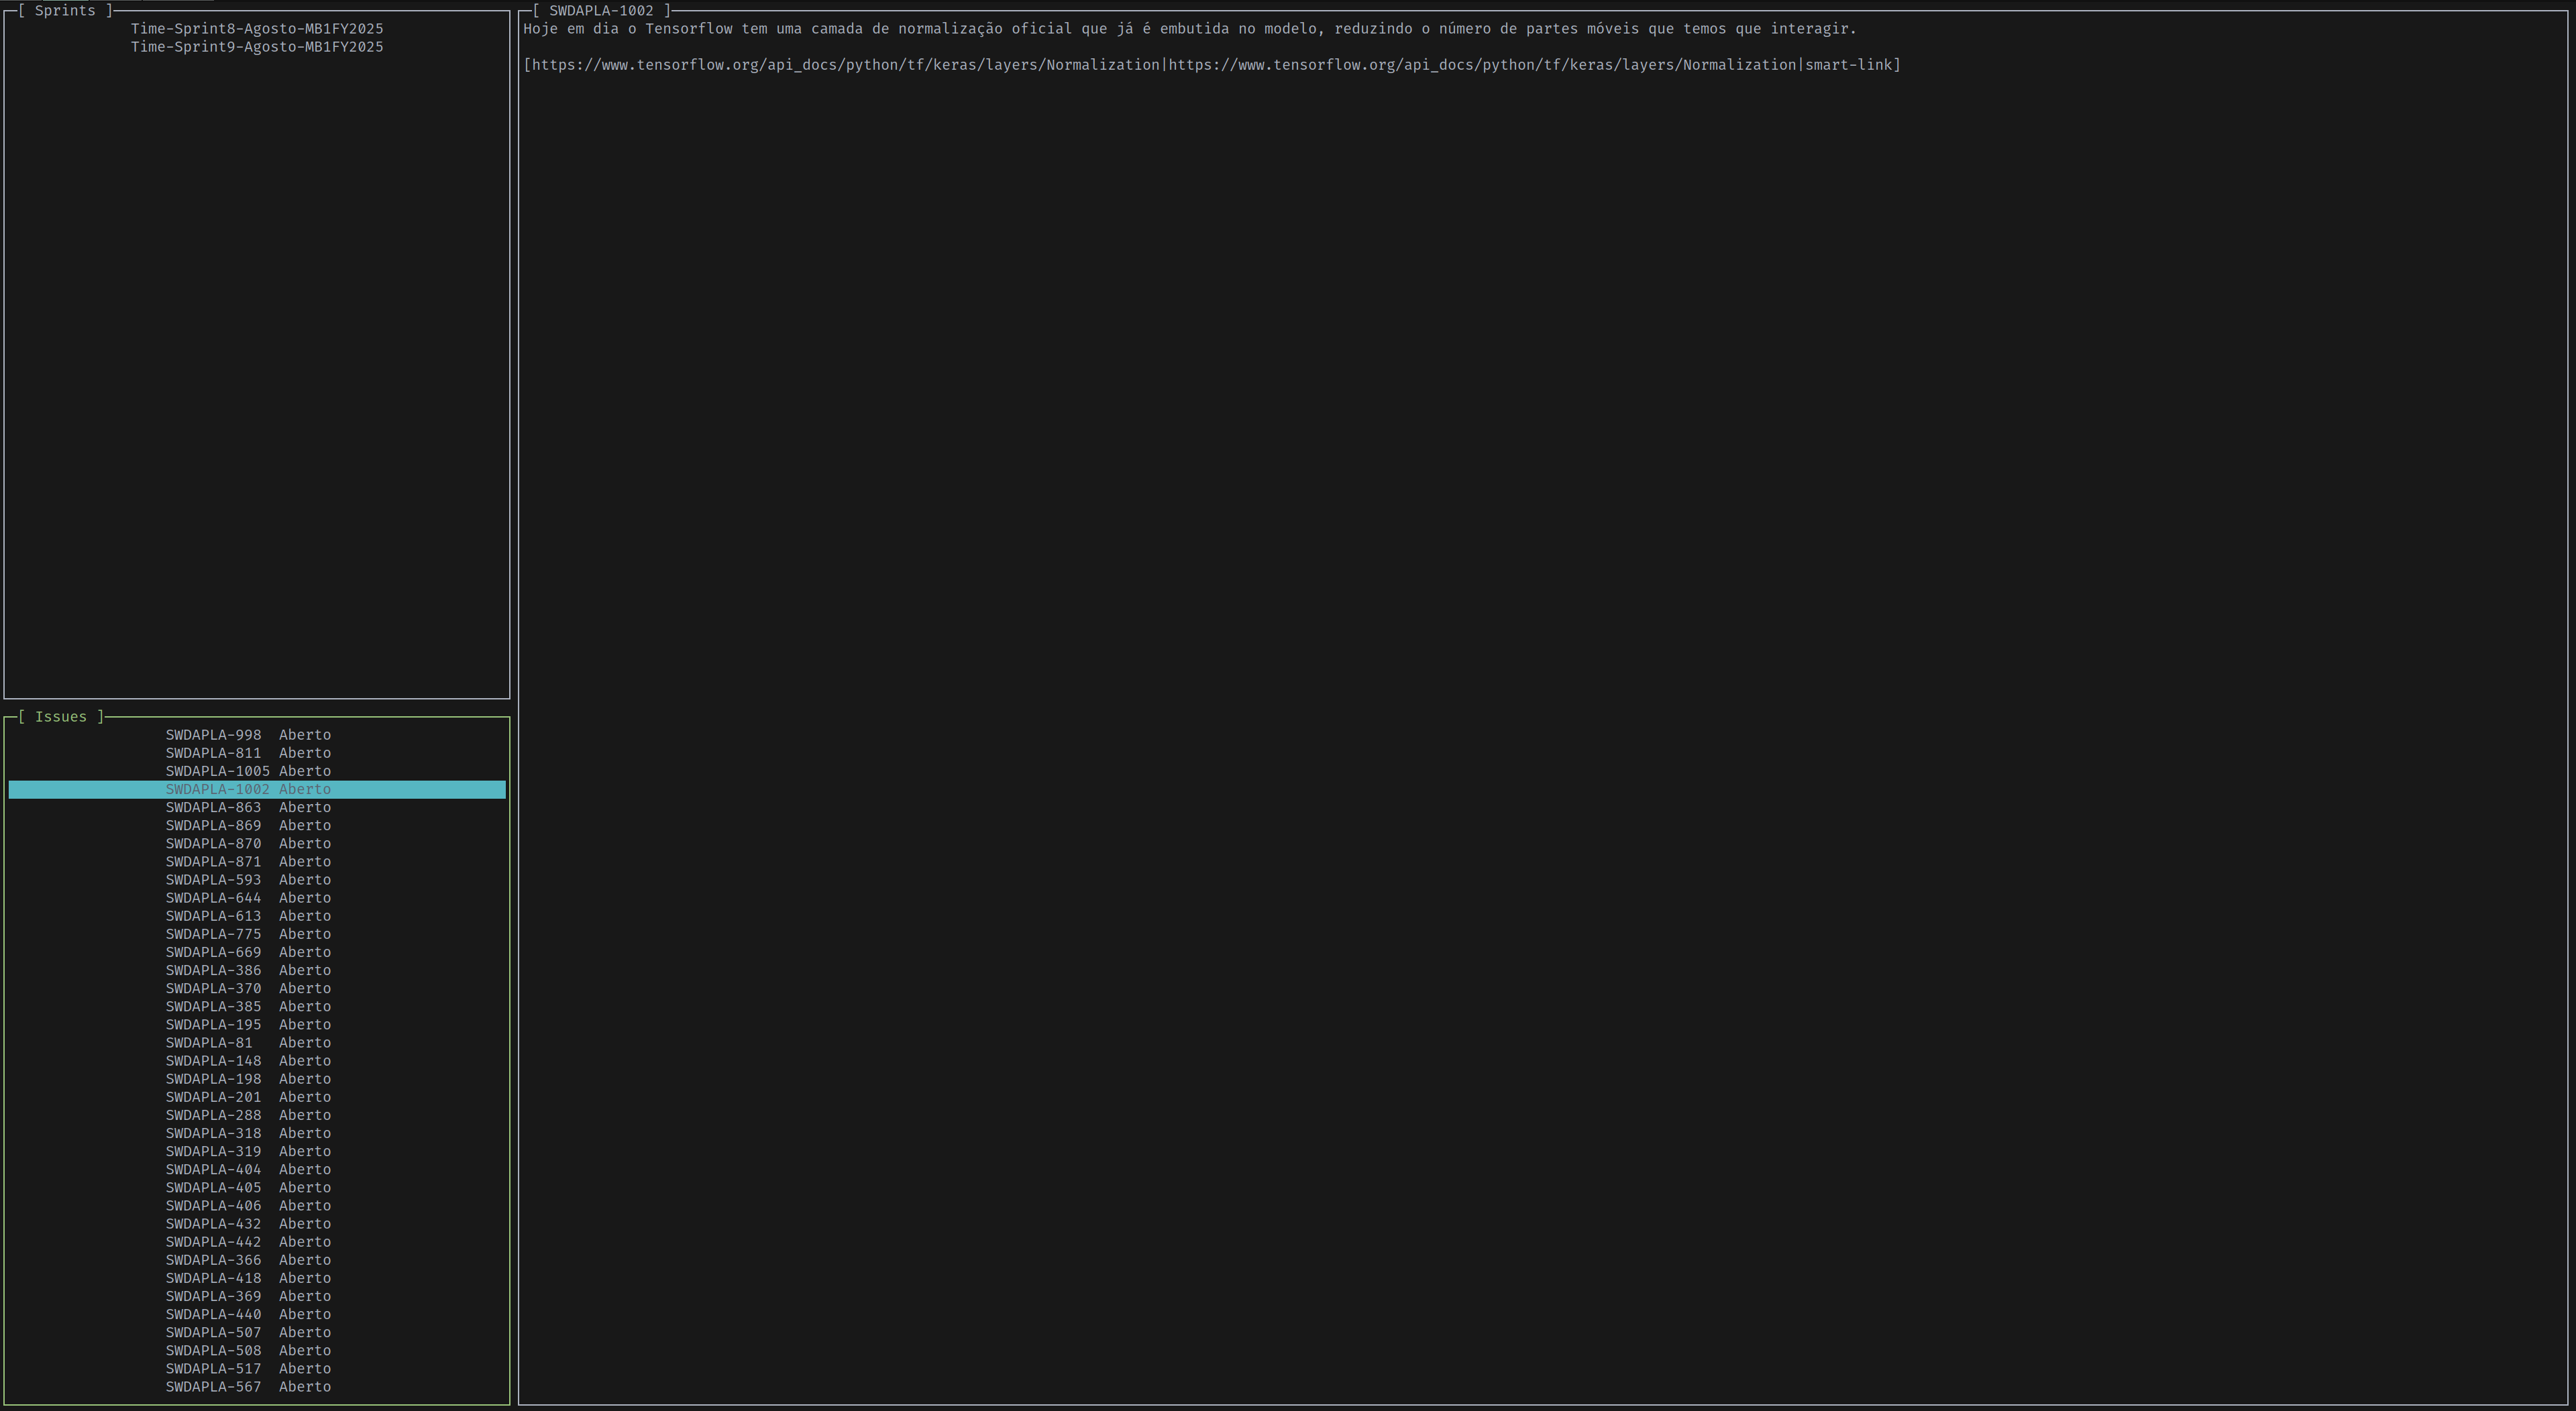 [ Sprints ]
Time-Sprint8-Agosto-MB1FY2025
Time-Sprint9-Agosto-MB1FY2025
[ Issues ]
SWDAPLA-998 Aberto
SWDAPLA-811 Aberto
SWDAPLA-1005 Aberto
SWDAPLA-1002 Aberto
SWDAPLA-863 Aberto
SWDAPLA-869 Aberto
SWDAPLA-870 Aberto
SWDAPLA-871 Aberto
SWDAPLA-593 Aberto
SWDAPLA-644 Aberto
SWDAPLA-613 Aberto
SWDAPLA-775 Aberto
SWDAPLA-669 Aberto
SWDAPLA-386 Aberto
SWDAPLA-370 Aberto
SWDAPLA-385 Aberto
SWDAPLA-195 Aberto
SWDAPLA-81 Aberto
SWDAPLA-148 Aberto
SWDAPLA-198 Aberto
SWDAPLA-201 Aberto
SWDAPLA-288 Aberto
SWDAPLA-318 Aberto
SWDAPLA-319 Aberto
SWDAPLA-404 Aberto
SWDAPLA-405 Aberto
SWDAPLA-406 Aberto
SWDAPLA-432 Aberto
SWDAPLA-442 Aberto
SWDAPLA-366 Aberto
SWDAPLA-418 Aberto
SWDAPLA-369 Aberto
SWDAPLA-440 Aberto
SWDAPLA-507 Aberto
SWDAPLA-508 Aberto
SWDAPLA-517 Aberto
SWDAPLA-567 Aberto
[ SWDAPLA-1002 ]
Hoje em dia o Tensorflow tem uma camada de normalização oficial que já é embutida no modelo, reduzindo o número de partes móveis que temos que interagir.
[https://www.tensorflow.org/api_docs/python/tf/keras/layers/Normalization|https://www.tensorflow.org/api_docs/python/tf/keras/layers/Normalization|smart-link]